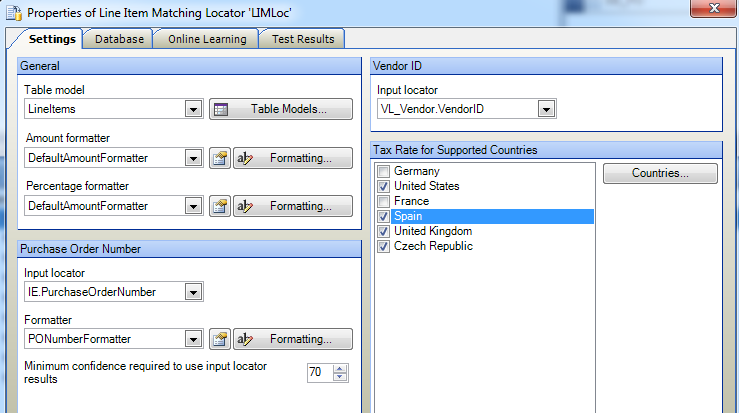 Properties of Line Item Matching Locator 'LIMLoc'
Settings
Database
Online Learning
Test Results
General
Table model
LineItems
Table Models...
Amount formatter
DefaultAmountFormatter
Formatting...
Percentage formatter
DefaultAmountFormatter
Formatting...
Purchase Order Number
Input locator
IE.PurchaseOrderNumber
Formatter
PONumberFormatter
Formatting...
Minimum confidence required to use input locator
results
70
Vendor ID
Input locator
VL_Vendor.VendorID
Tax Rate for Supported Countries
Germany
United States
France
Spain
United Kingdom
Czech Republic
Countries...